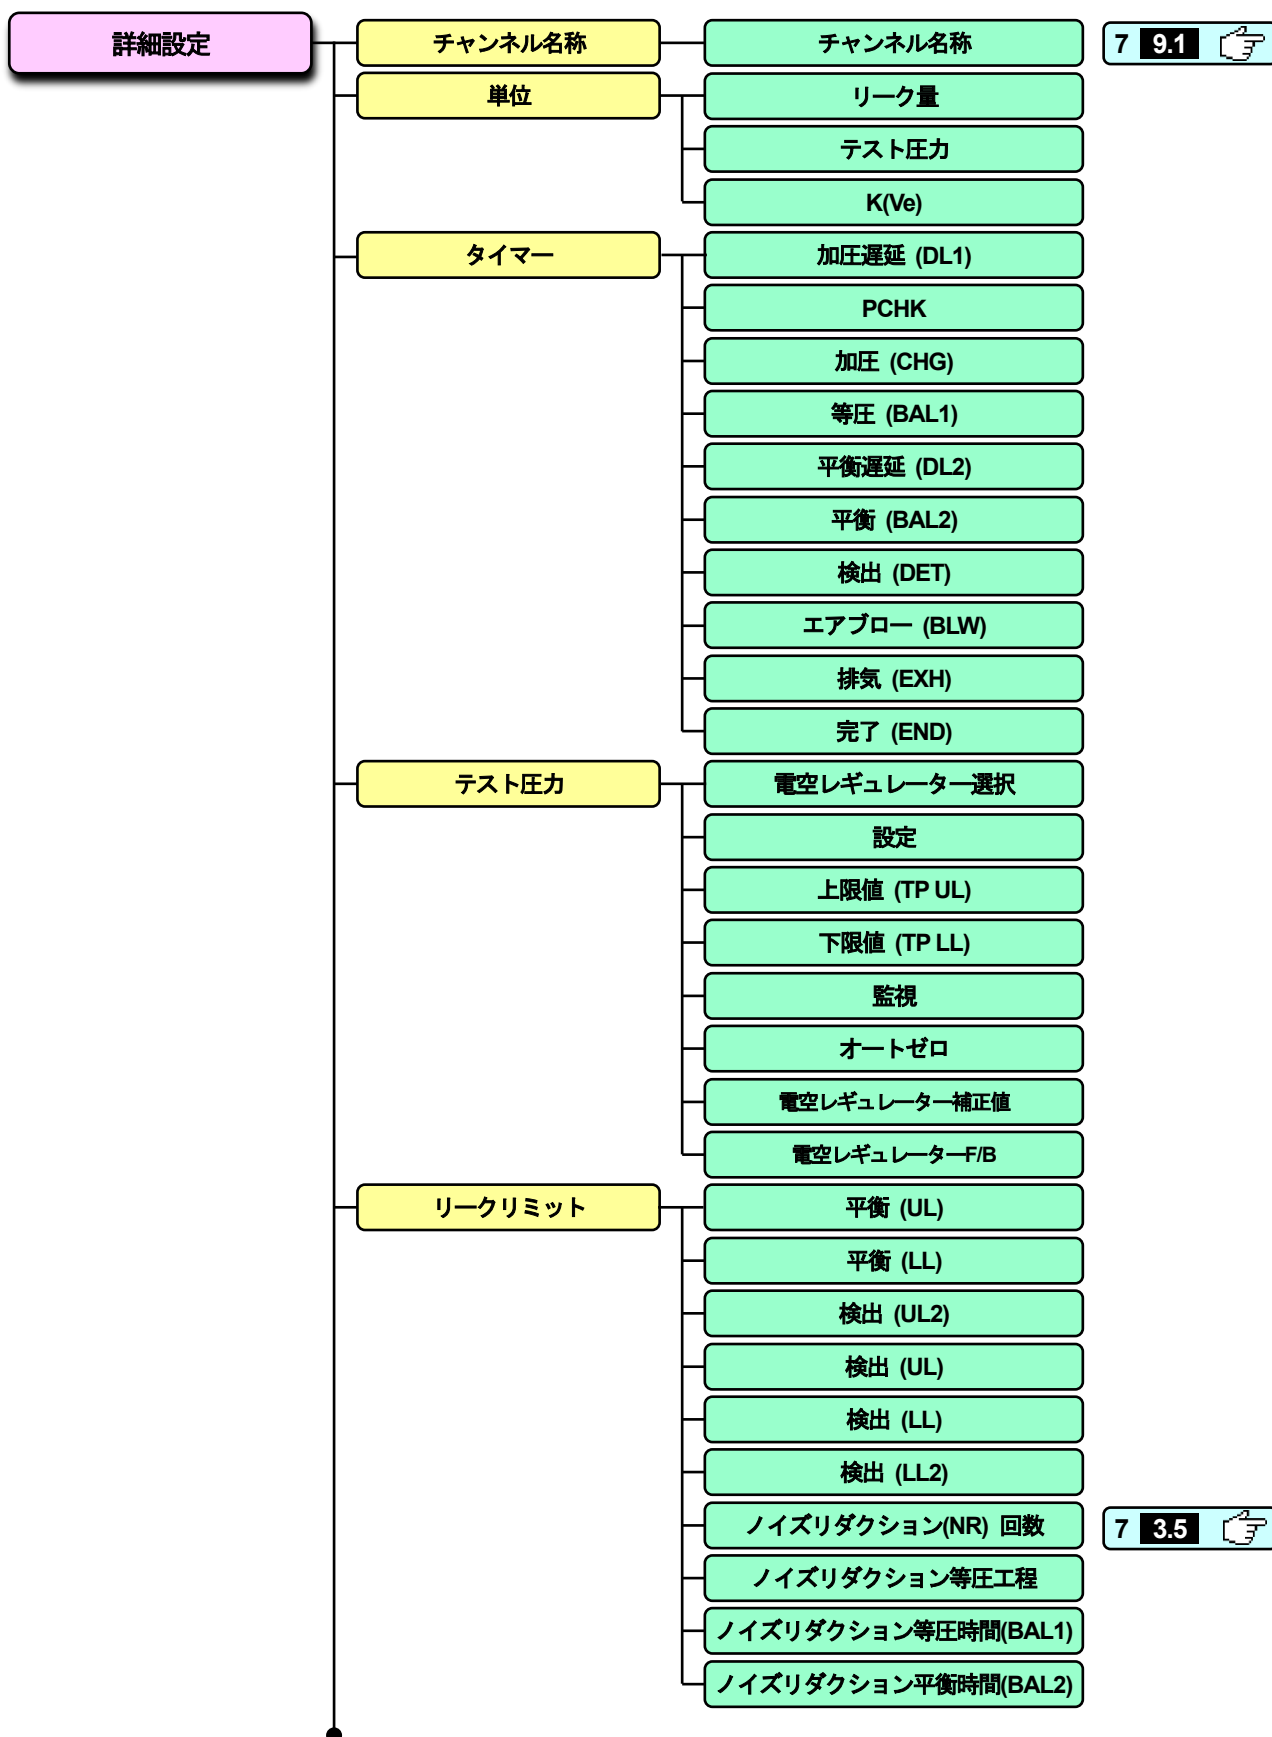 詳細設定
チャンネル名称
チャンネル名称
7 9.1
単位
リーク量
テスト圧力
K(Ve)
タイマー
加圧遅延 (DL1)
PCHK
加圧 (CHG)
等圧 (BAL1)
平衡遅延 (DL2)
平衡 (BAL2)
検出 (DET)
エアブロー (BLW)
排気 (EXH)
完了 (END)
テスト圧力
電空レギュレーター選択
設定
上限値 (TP UL)
下限値 (TP LL)
監視
オートゼロ
電空レギュレーター補正値
電空レギュレーターF/B
リークリミット
平衡 (UL)
平衡 (LL)
検出 (UL2)
検出 (UL)
検出 (LL)
検出 (LL2)
ノイズリダクション(NR) 回数
7 3.5
ノイズリダクション等圧工程
ノイズリダクション等圧時間(BAL1)
ノイズリダクション平衡時間(BAL2)